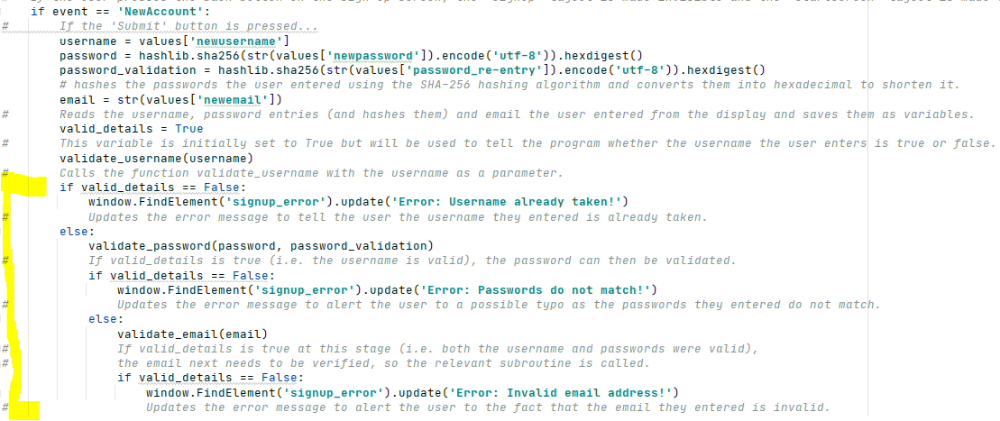 if event == 'NewAccount':
#       If the 'Submit' button is pressed...
        username = values['newusername']
        password = hashlib.sha256(str(values['newpassword']).encode('utf-8')).hexdigest()
        password_validation = hashlib.sha256(str(values['password_re-entry']).encode('utf-8')).hexdigest()
        # hashes the passwords the user entered using the SHA-256 hashing algorithm and converts them into hexadecimal to shorten it.
        email = str(values['newemail'])
#       Reads the username, password entries (and hashes them) and email the user entered from the display and saves them as variables.
        valid_details = True
#       This variable is initially set to True but will be used to tell the program whether the username the user enters is true or false.
        validate_username(username)
#       Calls the function validate_username with the username as a parameter.
        if valid_details == False:
            window.FindElement('signup_error').update('Error: Username already taken!')
#           Updates the error message to tell the user the username they entered is already taken.
        else:
            validate_password(password, password_validation)
#           If valid_details is true (i.e. the username is valid), the password can then be validated.
            if valid_details == False:
                window.FindElement('signup_error').update('Error: Passwords do not match!')
#               Updates the error message to alert the user to a possible typo as the passwords they entered do not match.
            else:
                validate_email(email)
#               If valid_details is true at this stage (i.e. both the username and passwords were valid),
#               the email next needs to be verified, so the relevant subroutine is called.
                if valid_details == False:
                    window.FindElement('signup_error').update('Error: Invalid email address!')
#                   Updates the error message to alert the user to the fact that the email they entered is invalid.